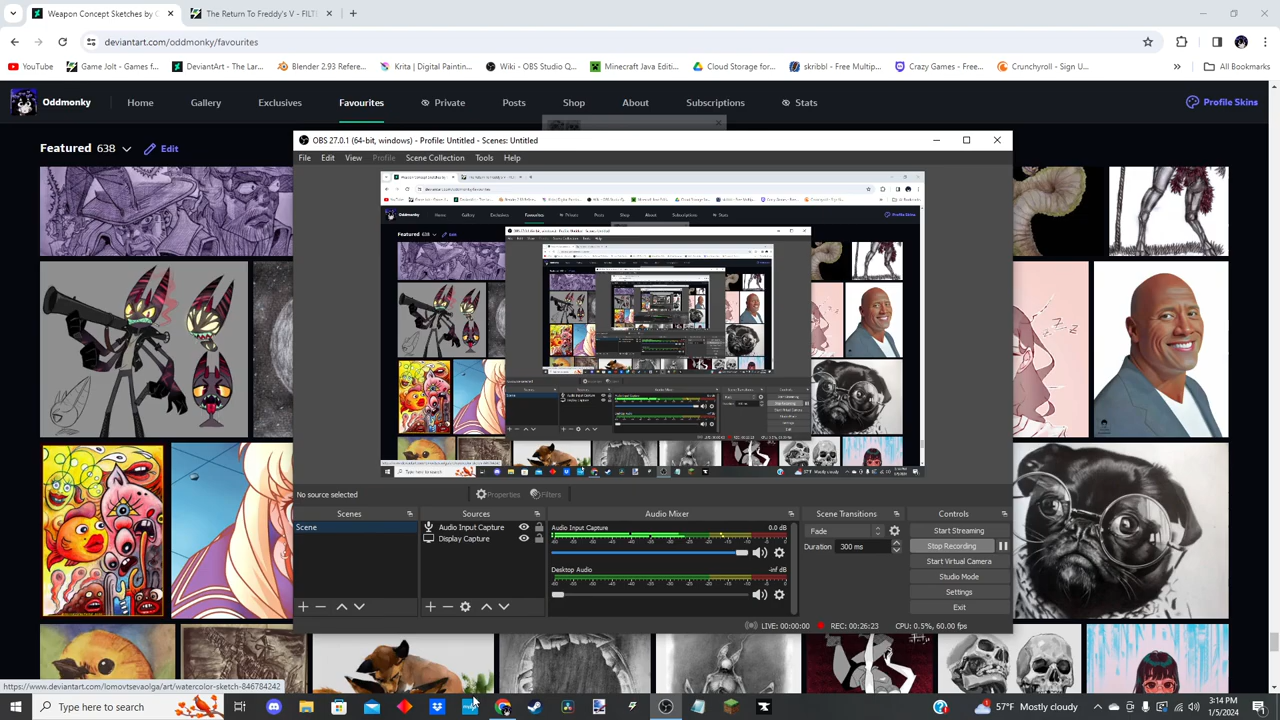 Weapon Concept Sketches by C
The Return To Freddy's V - FILT
deviantart.com/oddmonky/favourites
YouTube
Game Jolt - Games f...
DeviantArt - The Lar...
Blender 2.93 Refere...
Krita | Digital Paintin...
Wiki - OBS Studio Q...
Minecraft Java Editi...
Cloud Storage for...
skribbl - Free Multip...
Crazy Games - Free...
Crunchyroll - Sign U...
»
All Bookmarks
Oddmonky
Home
Gallery
Exclusives
Favourites
Private
Posts
Shop
About
Subscriptions
Stats
Profile Skins
Featured 638
Edit
OBS 27.0.1 (64-bit, windows) - Profile: Untitled - Scenes: Untitled
File
Edit
View
Profile
Scene Collection
Tools
Help
No source selected
Properties
Filters
Scenes
Sources
Audio Mixer
Scene Transitions
Controls
Scene
Audio Input Capture
Display Capture
Audio Input Capture
0.0 dB
Desktop Audio
-inf dB
Fade
Duration
300 ms
Start Streaming
Stop Recording
Start Virtual Camera
Studio Mode
Settings
Exit
LIVE: 00:00:00
REC: 00:26:23
CPU: 0.5%, 60.00 fps
https://www.deviantart.com/lomovtsevaolga/art/watercolor-sketch-846784242
Type here to search
57°F Mostly cloudy
3:14 PM
1/5/2024